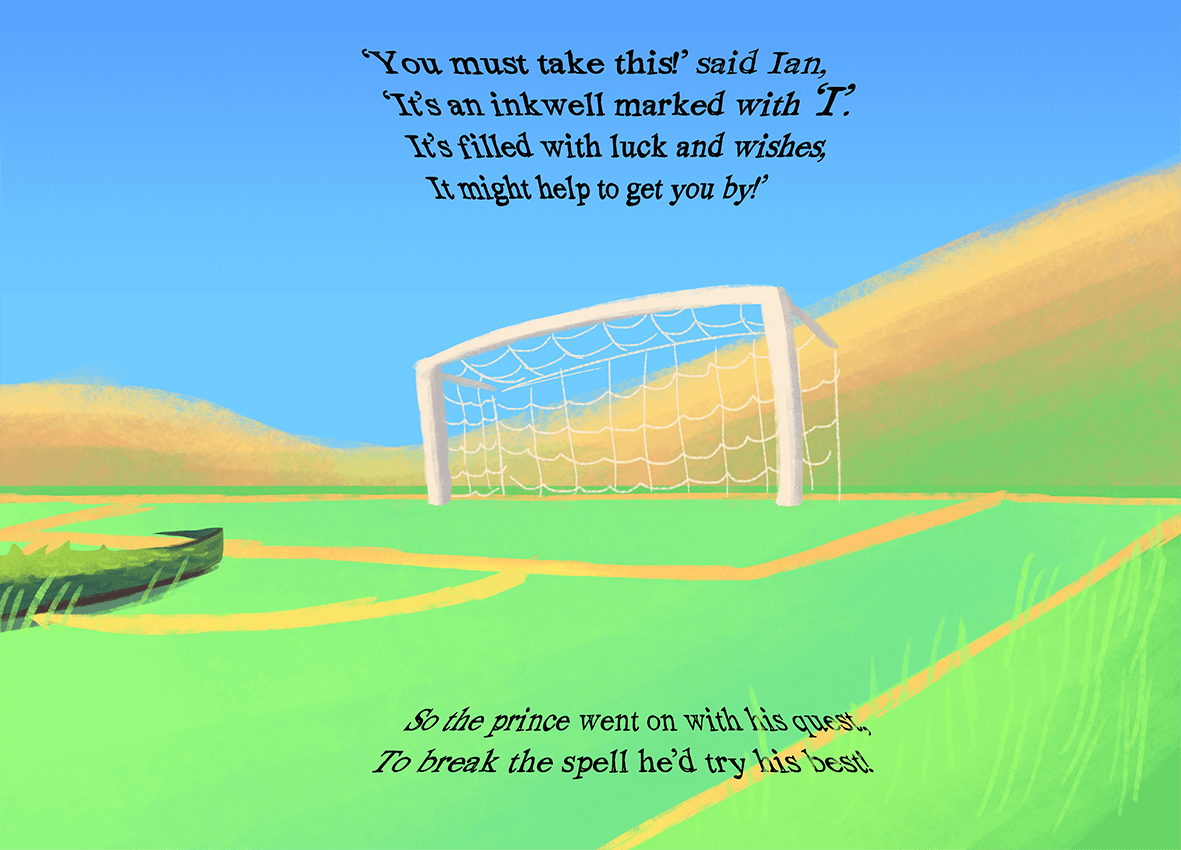 ‘You must take this!’ said Ian,
‘It’s an inkwell marked with ‘I’.
It’s filled with luck and wishes,
It might help to get you by!’
So the prince went on with his quest,
To break the spell he’d try his best!